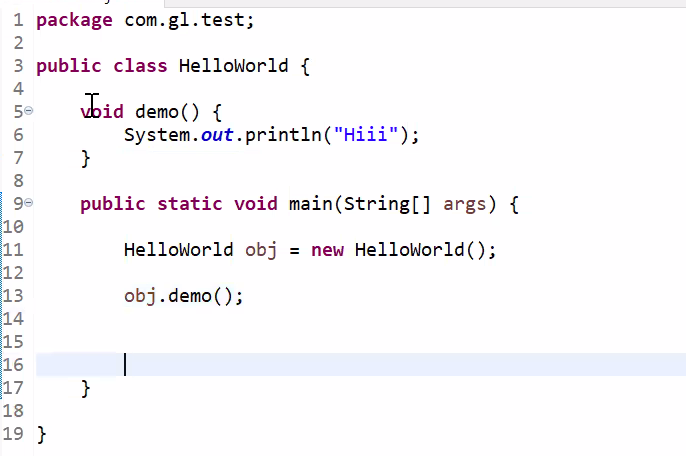 1 package com.gl.test;
2
3 public class HelloWorld {
4
5 void demo() {
6 System.out.println("Hiii");
7 }
8
9 public static void main(String[] args) {
10
11 HelloWorld obj = new HelloWorld();
12
13 obj.demo();
14
15
16
17 }
18
19 }